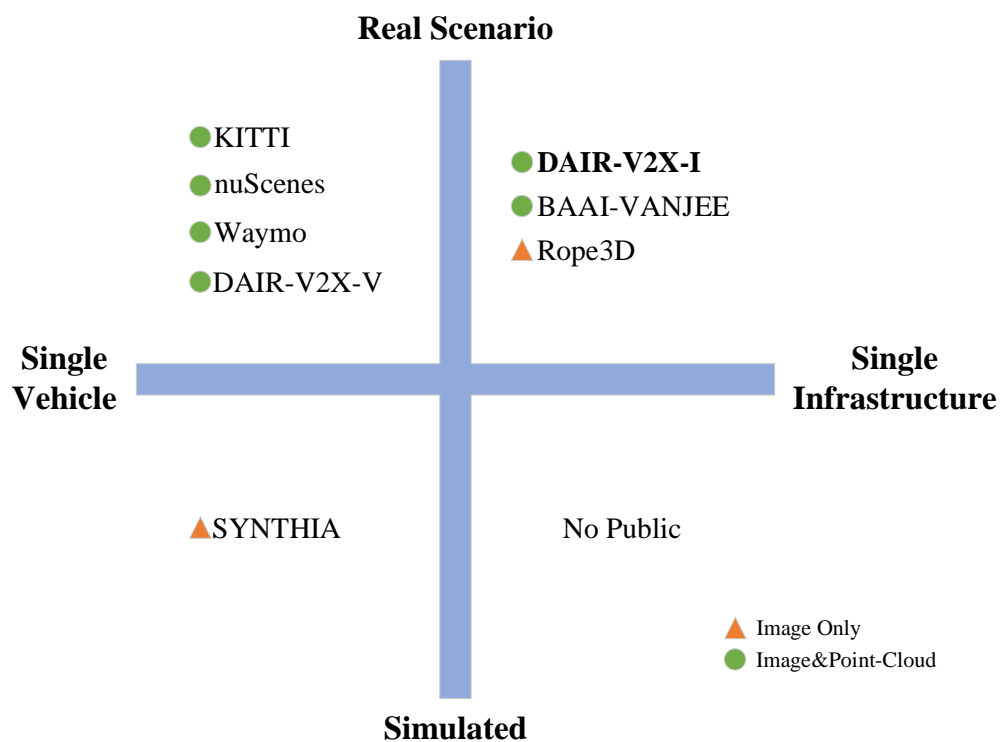 Real Scenario
KITTI
nuScenes
Waymo
DAIR-V2X-V
DAIR-V2X-I
BAAI-VANJEE
Rope3D
Single
Vehicle
Single
Infrastructure
SYNTHIA
No Public
Image Only
Image&Point-Cloud
Simulated